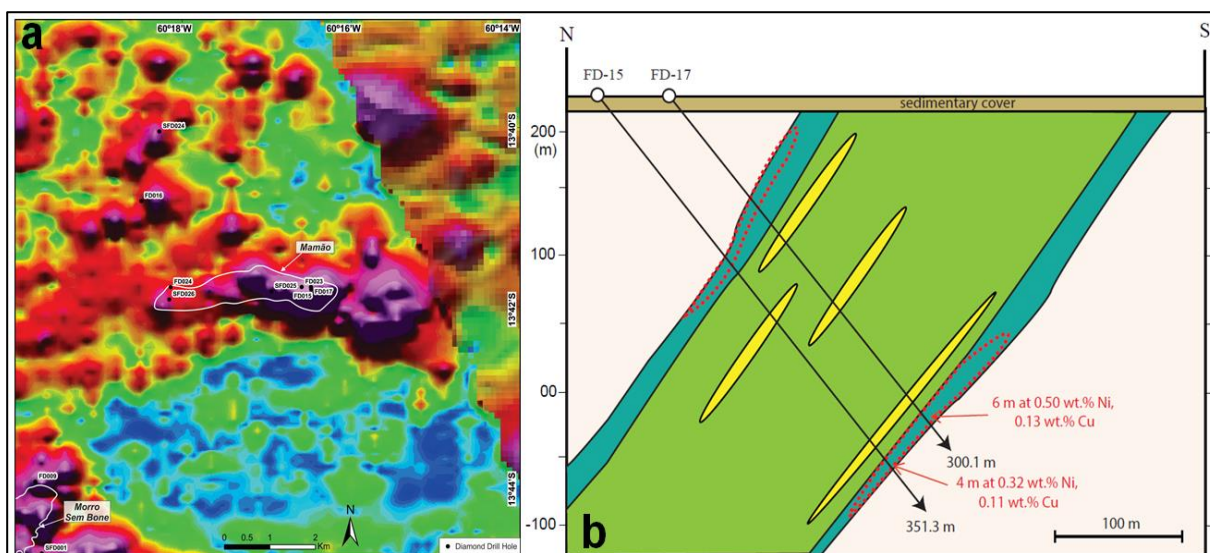 a
60°18'W
60°16'W
60°14'W
SFD024
13°40'S
FD016
Mamão
FD024
SFD026
SFD025
FD023
FD015
FD017
13°42'S
FD009
Morro
Sem Bone
SFD001
13°44'S
N
0 0.5 1 2
Km
Diamond Drill Hole
b
N
S
FD-15
FD-17
sedimentary cover
200
(m)
100
00
-100
6 m at 0.50 wt.% Ni,
0.13 wt.% Cu
300.1 m
4 m at 0.32 wt.% Ni,
0.11 wt.% Cu
351.3 m
100 m